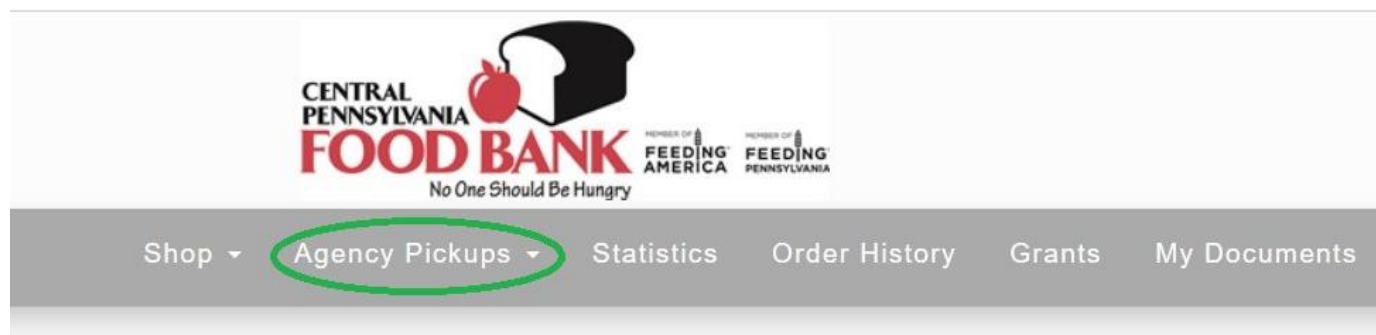 CENTRAL
PENNSYLVANIA
FOOD BANK
No One Should Be Hungry
MEMBER OF
FEEDING
AMERICA
MEMBER OF
FEEDING
PENNSYLVANIA
Shop Agency Pickups Statistics Order History Grants My Documents